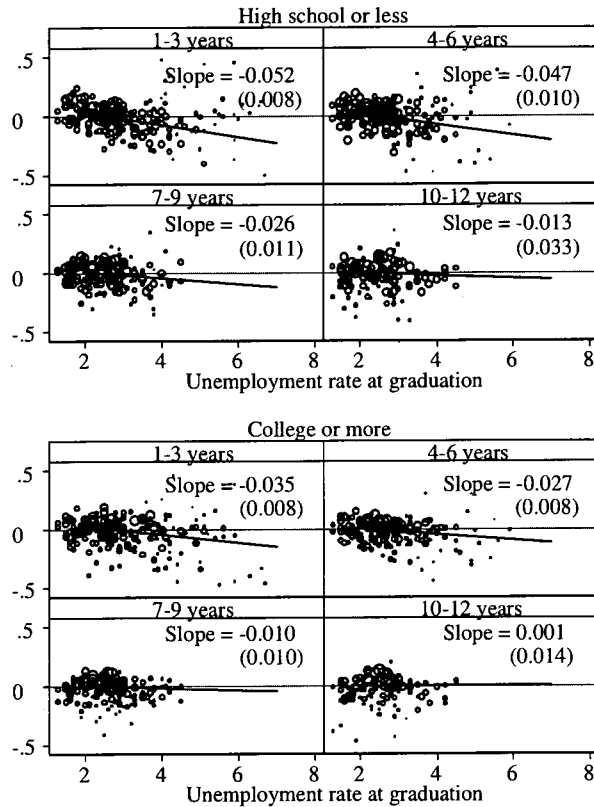 High school or less
1-3 years 4-6 years
.5
Slope = -0.052 Slope = -0.047
(0.008) (0.010)
0
-.5
7-9 years 10-12 years
.5
Slope = -0.026 Slope = -0.013
(0.011) (0.033)
0
-.5
2 4 6 8 2 4 6 8
Unemployment rate at graduation
College or more
1-3 years 4-6 years
.5
Slope = -0.035 Slope = -0.027
(0.008) (0.008)
0
-.5
7-9 years 10-12 years
.5
Slope = -0.010 Slope = 0.001
(0.010) (0.014)
0
-.5
2 4 6 8 2 4 6 8
Unemployment rate at graduation